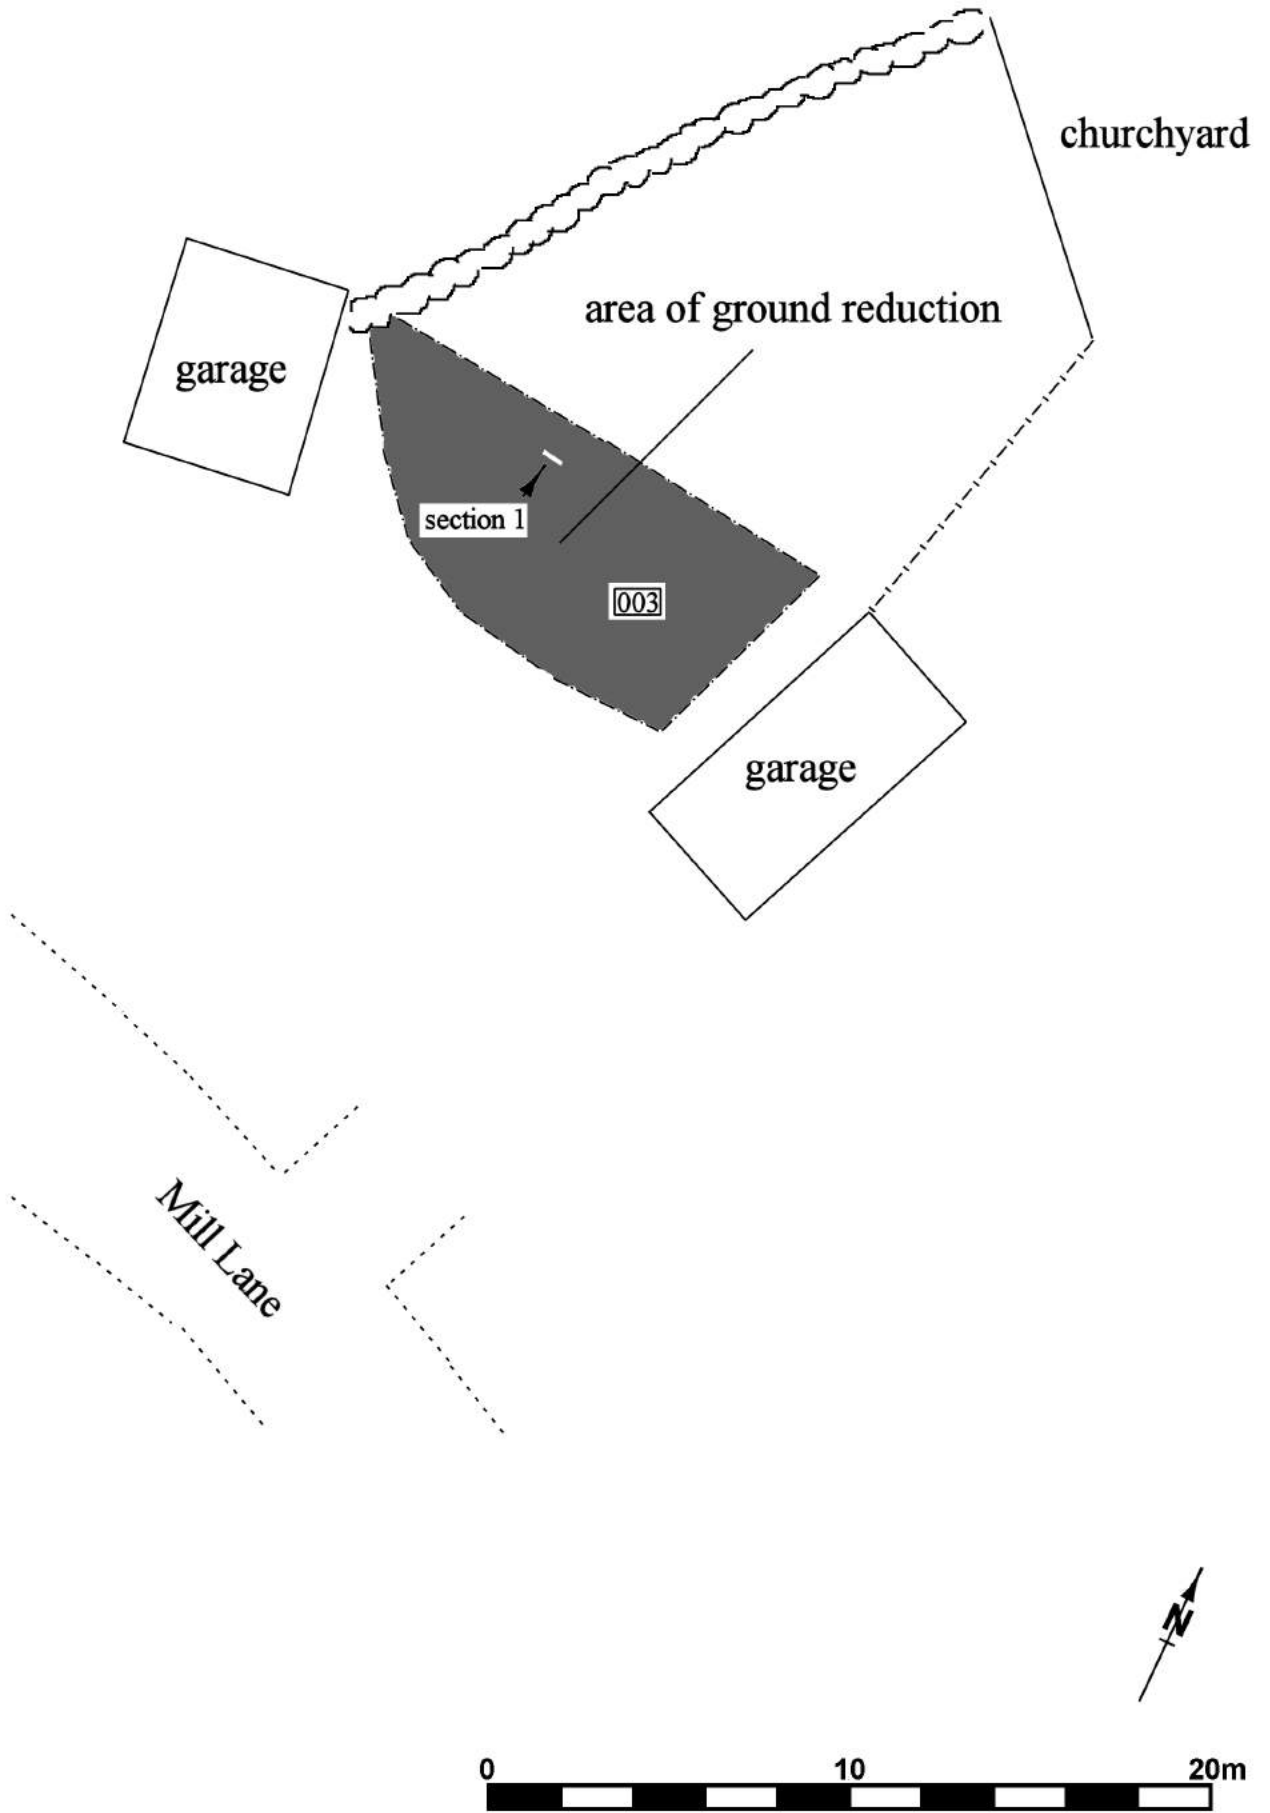 churchyard
area of ground reduction
garage
section 1
003
garage
Mill Lane
N
0 10 20m